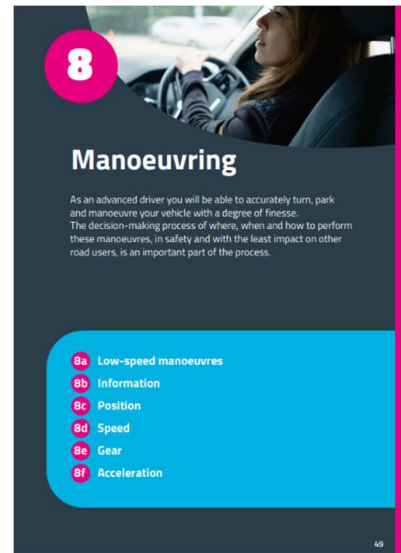 8
Manoeuvring
As an advanced driver you will be able to accurately turn, park
and manoeuvre your vehicle with a degree of finesse.
The decision-making process of where, when and how to perform
these manoeuvres, in safety and with the least impact on other
road users, is an important part of the process.
8a Low-speed manoeuvres
8b Information
8c Position
8d Speed
8e Gear
8f Acceleration
49